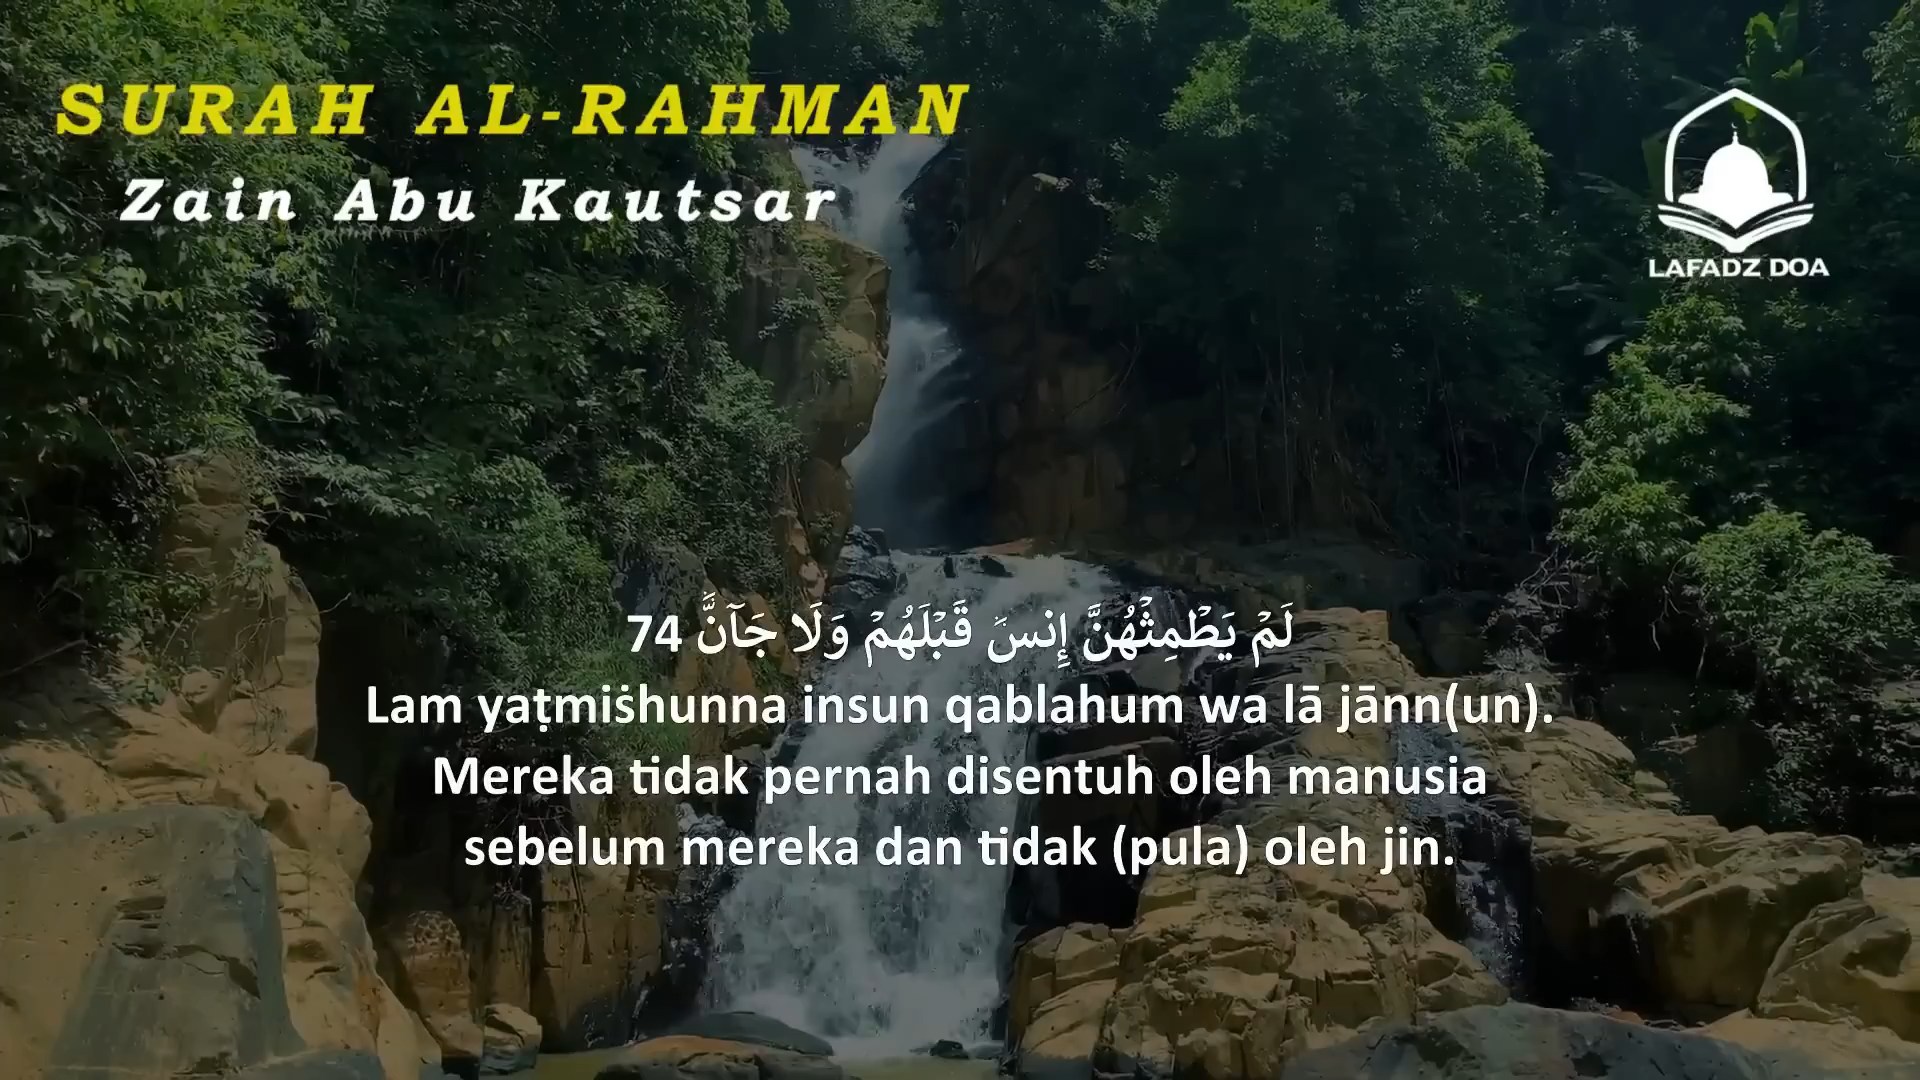 SURAH AL-RAHMAN
Zain Abu Kautsar
LAFADZ DOA
لَمْ يَطْمِثْهُنَّ إِنسٌ قَبْلَهُمْ وَلَا جَآنٌّ 74
Lam yaṭmiṡhunna insun qablahum wa lā jānn(un).
Mereka tidak pernah disentuh oleh manusia
sebelum mereka dan tidak (pula) oleh jin.